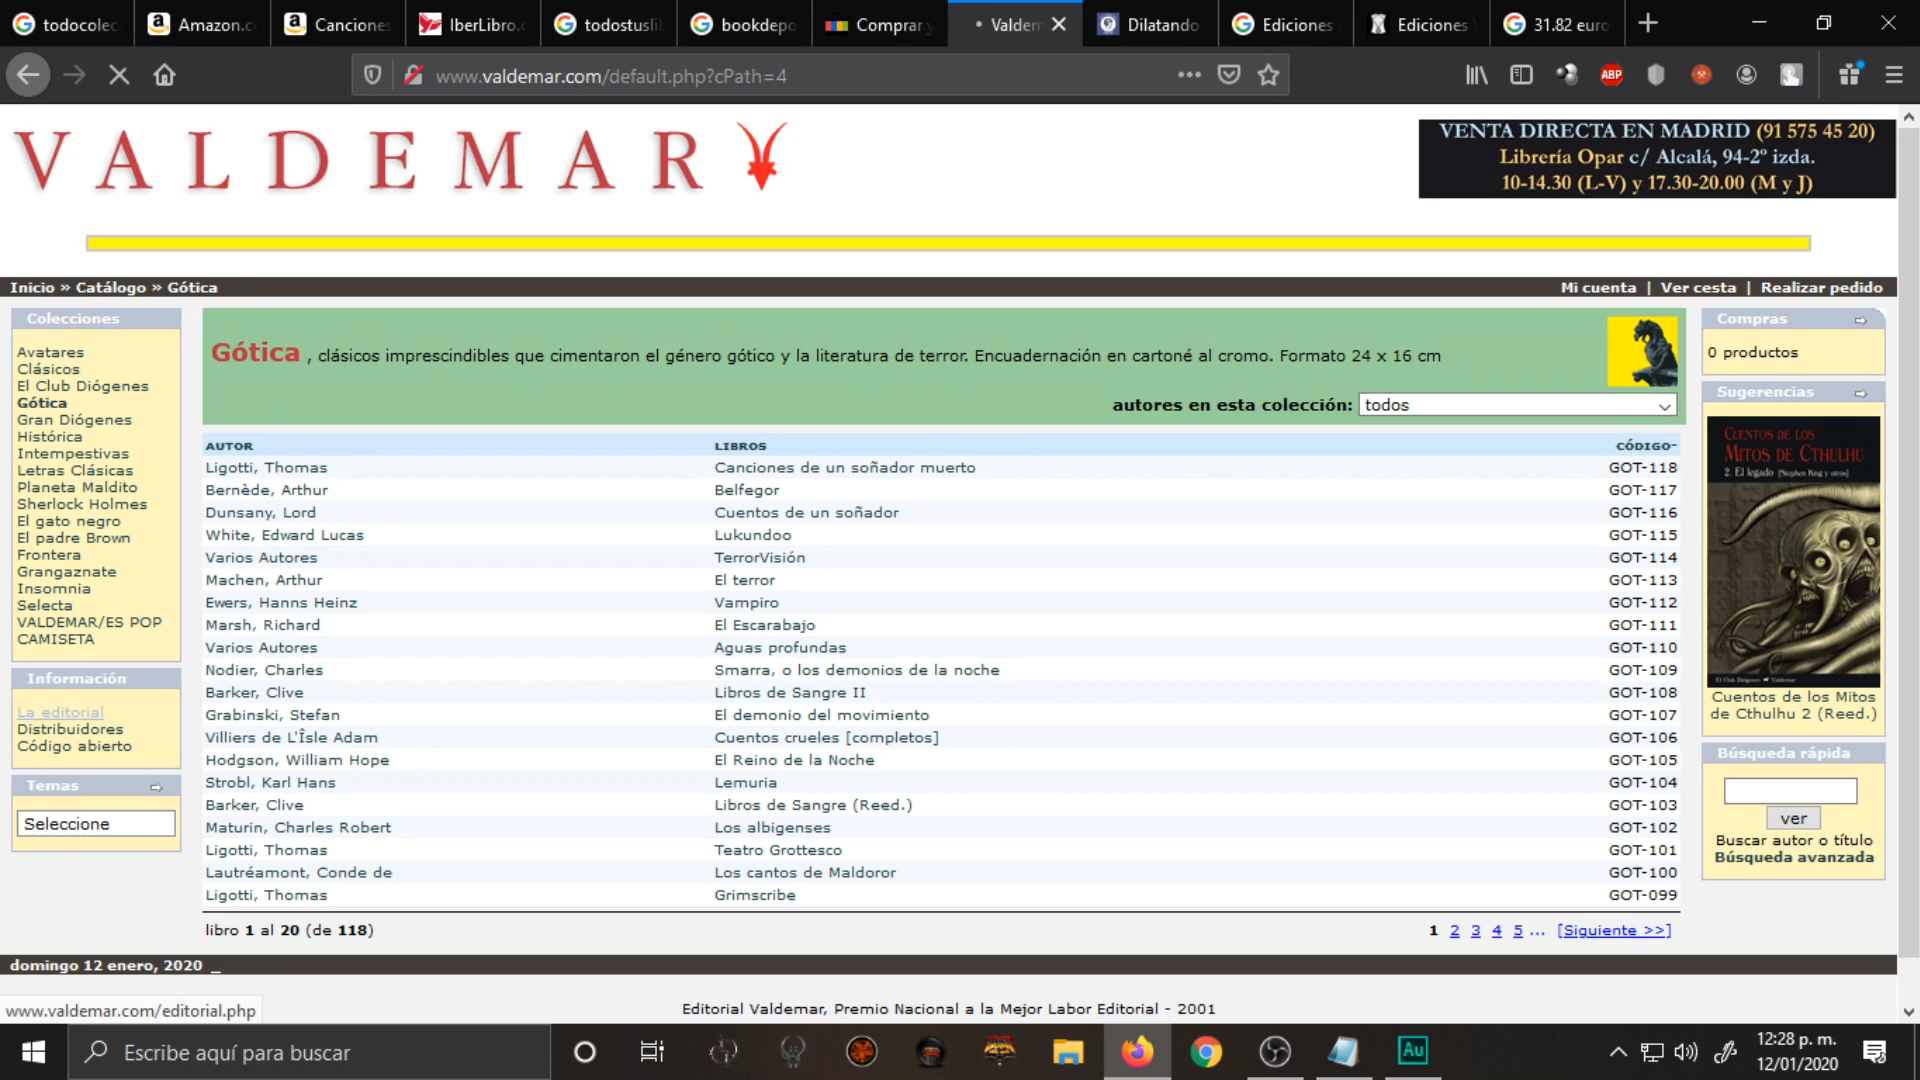 todocolec
Amazon.c
Canciones
IberLibro.c
todostuslib
bookdepo
Comprar y
Valdem
Dilatando
Ediciones
Ediciones
31.82 euro
www.valdemar.com/default.php?cPath=4
ABP
VALDEMAR
VENTA DIRECTA EN MADRID (91 575 45 20)
Librería Opar c/ Alcalá, 94-2º izda.
10-14.30 (L-V) y 17.30-20.00 (M y J)
Inicio » Catálogo » Gótica
Mi cuenta | Ver cesta | Realizar pedido
Colecciones
Avatares
Clásicos
El Club Diógenes
Gótica
Gran Diógenes
Histórica
Intempestivas
Letras Clásicas
Planeta Maldito
Sherlock Holmes
El gato negro
El padre Brown
Frontera
Grangaznate
Insomnia
Selecta
VALDEMAR/ES POP
CAMISETA
Información
La editorial
Distribuidores
Código abierto
Temas
Seleccione
Gótica , clásicos imprescindibles que cimentaron el género gótico y la literatura de terror. Encuadernación en cartoné al cromo. Formato 24 x 16 cm
autores en esta colección: todos
AUTOR LIBROS CÓDIGO-
Ligotti, Thomas Canciones de un soñador muerto GOT-118
Bernède, Arthur Belfegor GOT-117
Dunsany, Lord Cuentos de un soñador GOT-116
White, Edward Lucas Lukundoo GOT-115
Varios Autores TerrorVisión GOT-114
Machen, Arthur El terror GOT-113
Ewers, Hanns Heinz Vampiro GOT-112
Marsh, Richard El Escarabajo GOT-111
Varios Autores Aguas profundas GOT-110
Nodier, Charles Smarra, o los demonios de la noche GOT-109
Barker, Clive Libros de Sangre II GOT-108
Grabinski, Stefan El demonio del movimiento GOT-107
Villiers de L'Îsle Adam Cuentos crueles [completos] GOT-106
Hodgson, William Hope El Reino de la Noche GOT-105
Strobl, Karl Hans Lemuria GOT-104
Barker, Clive Libros de Sangre (Reed.) GOT-103
Maturin, Charles Robert Los albigenses GOT-102
Ligotti, Thomas Teatro Grottesco GOT-101
Lautréamont, Conde de Los cantos de Maldoror GOT-100
Ligotti, Thomas Grimscribe GOT-099
libro 1 al 20 (de 118)
1 2 3 4 5 ... [Siguiente >>]
Compras
0 productos
Sugerencias
CUENTOS DE LOS
MITOS DE CTHULHU
2. El legado [Stephen King y otros]
El Club Diógenes Valdemar
Cuentos de los Mitos
de Cthulhu 2 (Reed.)
Búsqueda rápida
ver
Buscar autor o título
Búsqueda avanzada
domingo 12 enero, 2020 _
www.valdemar.com/editorial.php
Editorial Valdemar, Premio Nacional a la Mejor Labor Editorial - 2001
Escribe aquí para buscar
Au
12:28 p. m.
12/01/2020